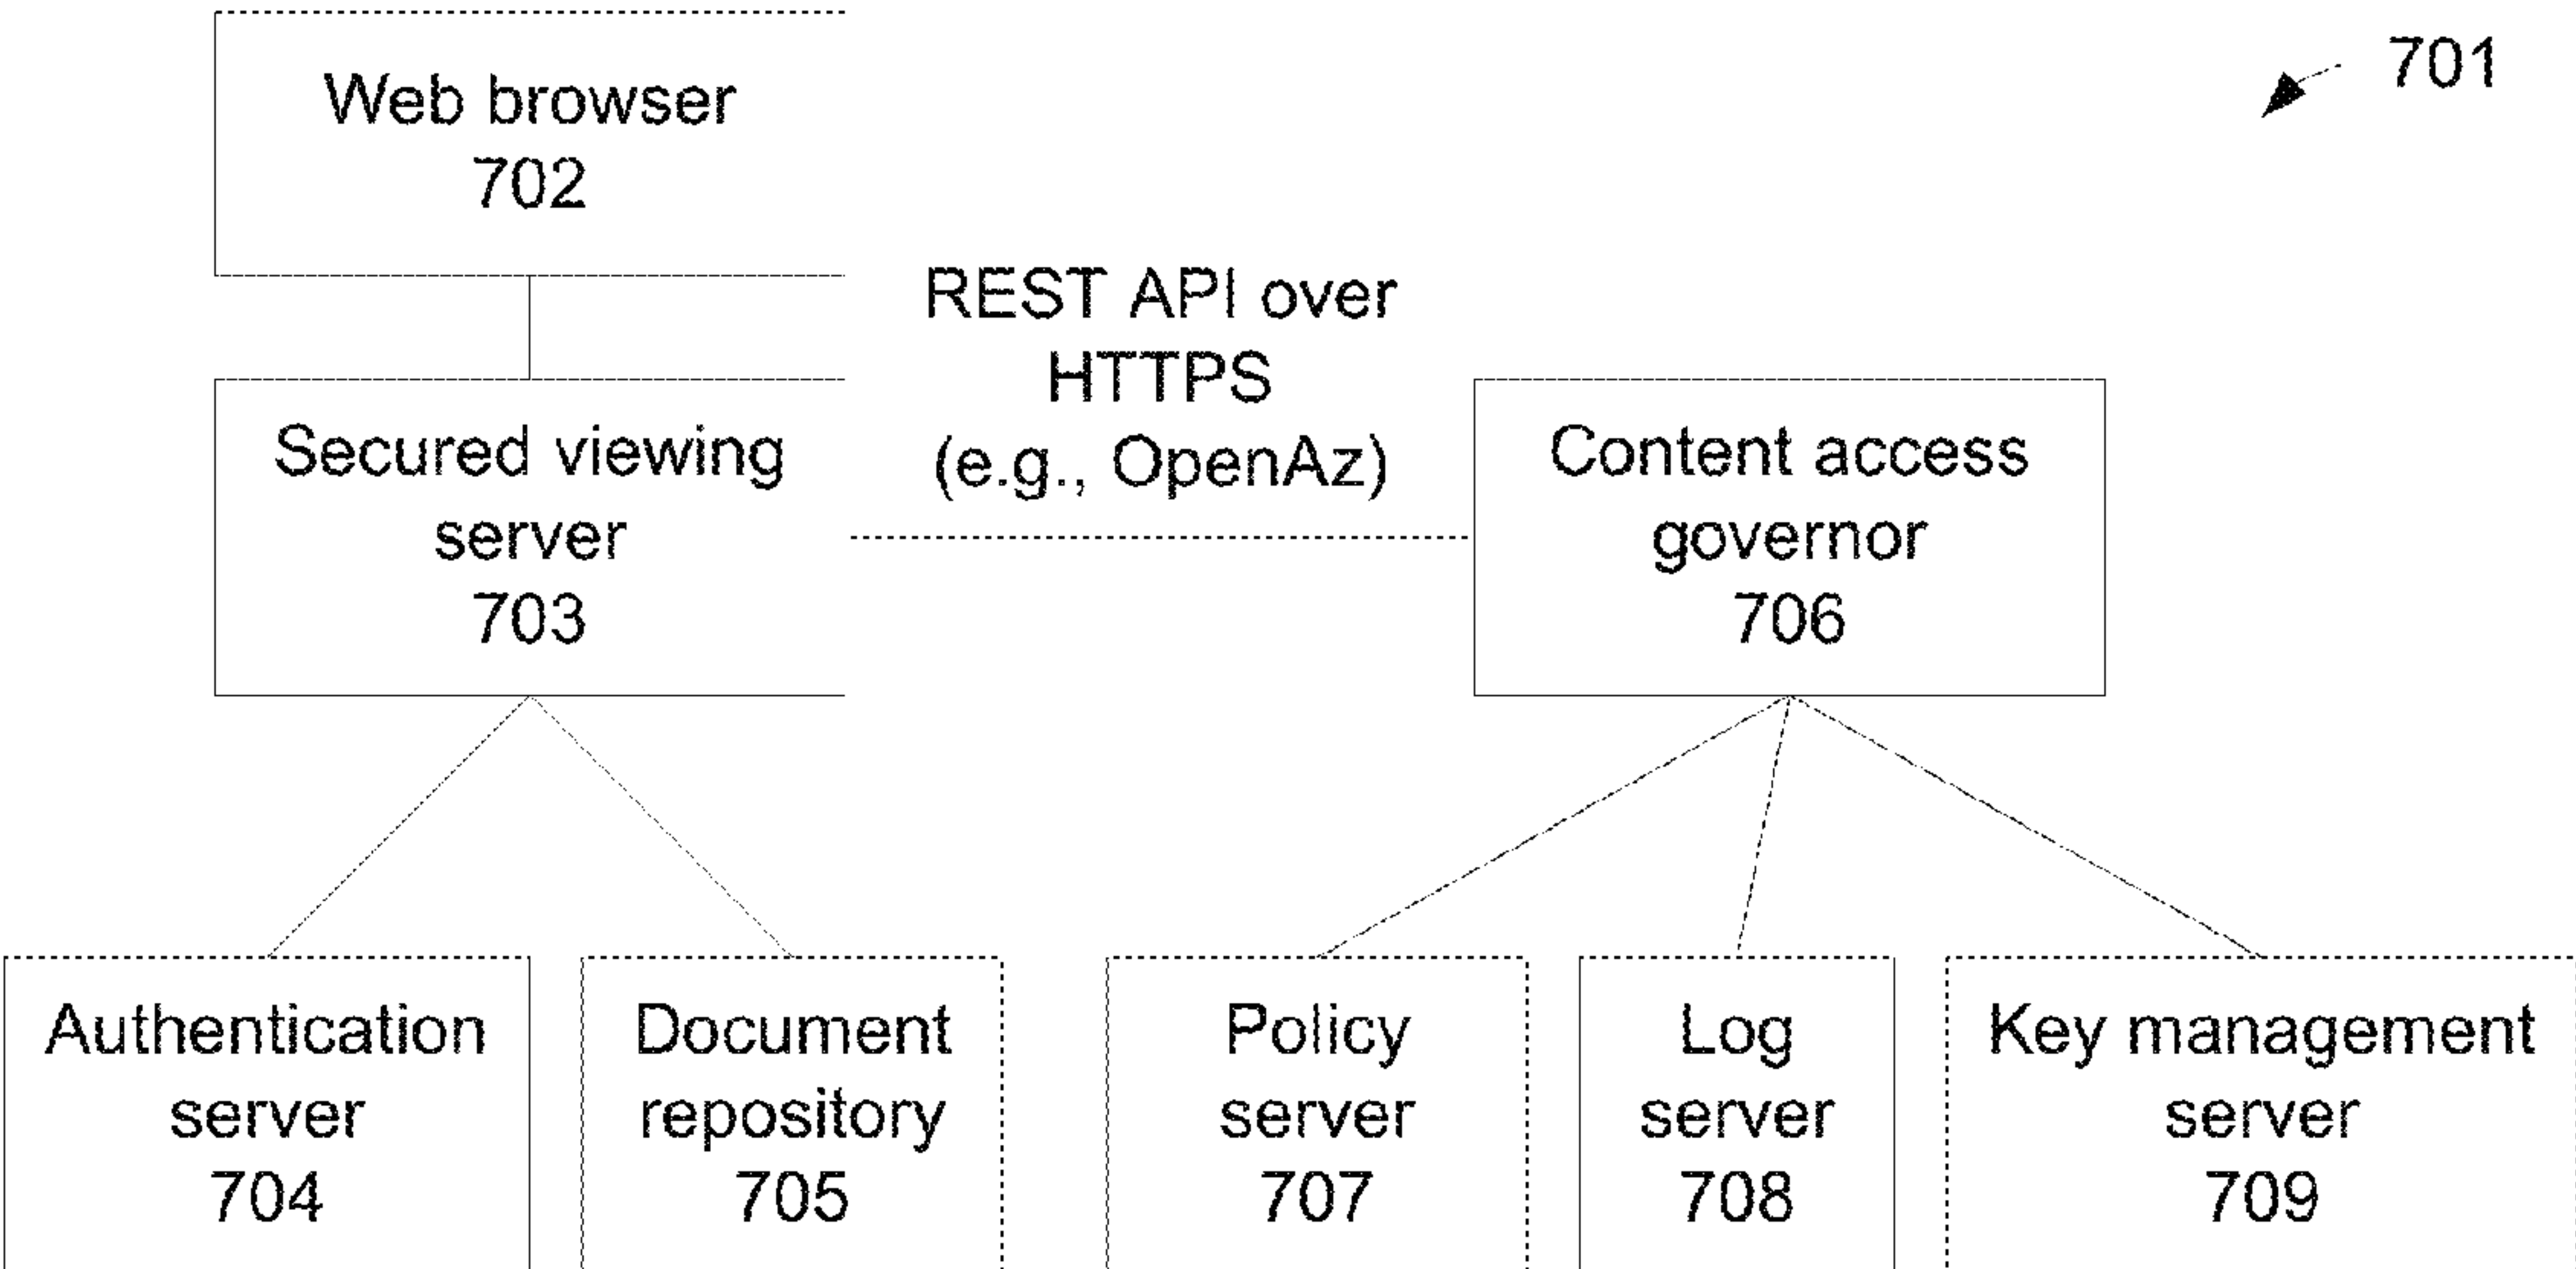 701
Web browser
702
REST API over
HTTPS
(e.g., OpenAz)
Secured viewing
server
703
Content access
governor
706
Authentication
server
704
Document
repository
705
Policy
server
707
Log
server
708
Key management
server
709